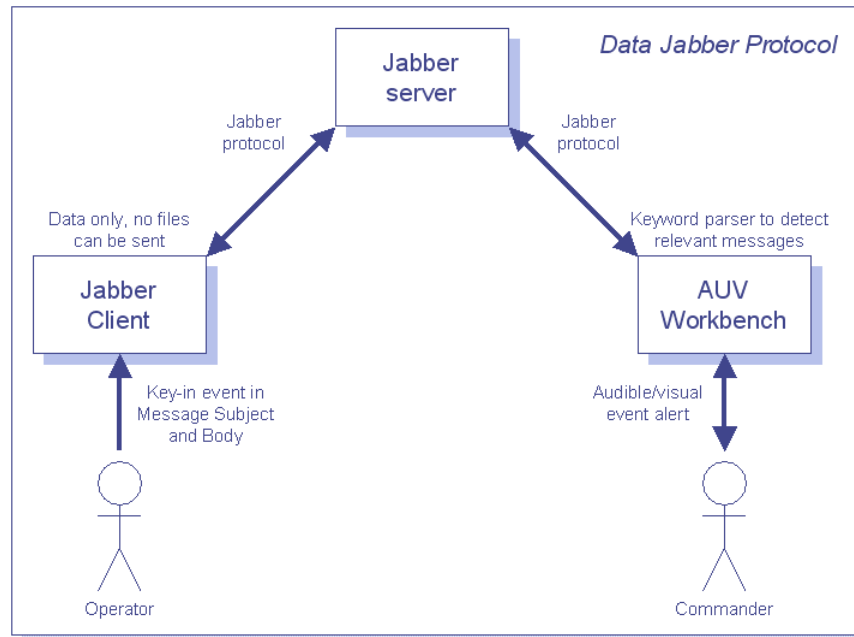 Data Jabber Protocol
Jabber
server
Jabber
protocol
Jabber
protocol
Data only, no files
can be sent
Keyword parser to detect
relevant messages
Jabber
Client
AUV
Workbench
Key-in event in
Message Subject
and Body
Audible/visual
event alert
Operator
Commander